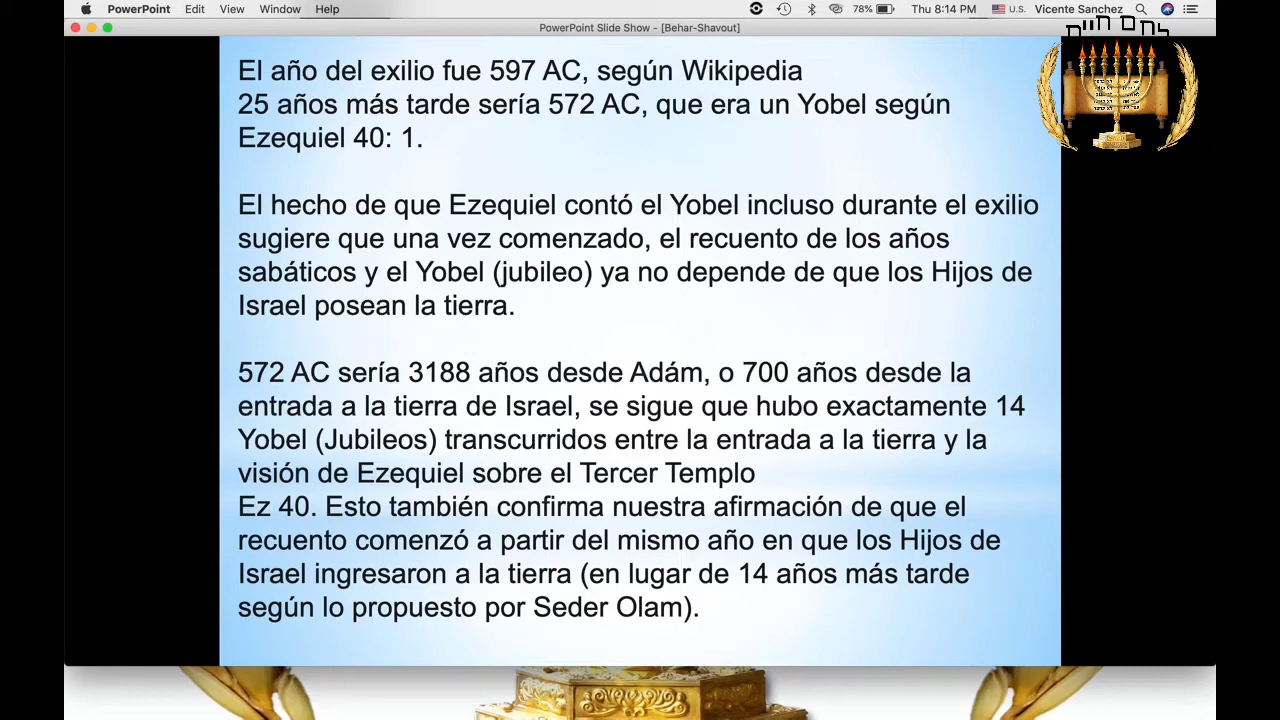 PowerPoint Edit View Window Help 78% Thu 8:14 PM U.S. Vicente Sanchez
PowerPoint Slide Show - [Behar-Shavout]
לחם חיים
El año del exilio fue 597 AC, según Wikipedia
25 años más tarde sería 572 AC, que era un Yobel según
Ezequiel 40: 1.
El hecho de que Ezequiel contó el Yobel incluso durante el exilio
sugiere que una vez comenzado, el recuento de los años
sabáticos y el Yobel (jubileo) ya no depende de que los Hijos de
Israel posean la tierra.
572 AC sería 3188 años desde Adám, o 700 años desde la
entrada a la tierra de Israel, se sigue que hubo exactamente 14
Yobel (Jubileos) transcurridos entre la entrada a la tierra y la
visión de Ezequiel sobre el Tercer Templo
Ez 40. Esto también confirma nuestra afirmación de que el
recuento comenzó a partir del mismo año en que los Hijos de
Israel ingresaron a la tierra (en lugar de 14 años más tarde
según lo propuesto por Seder Olam).